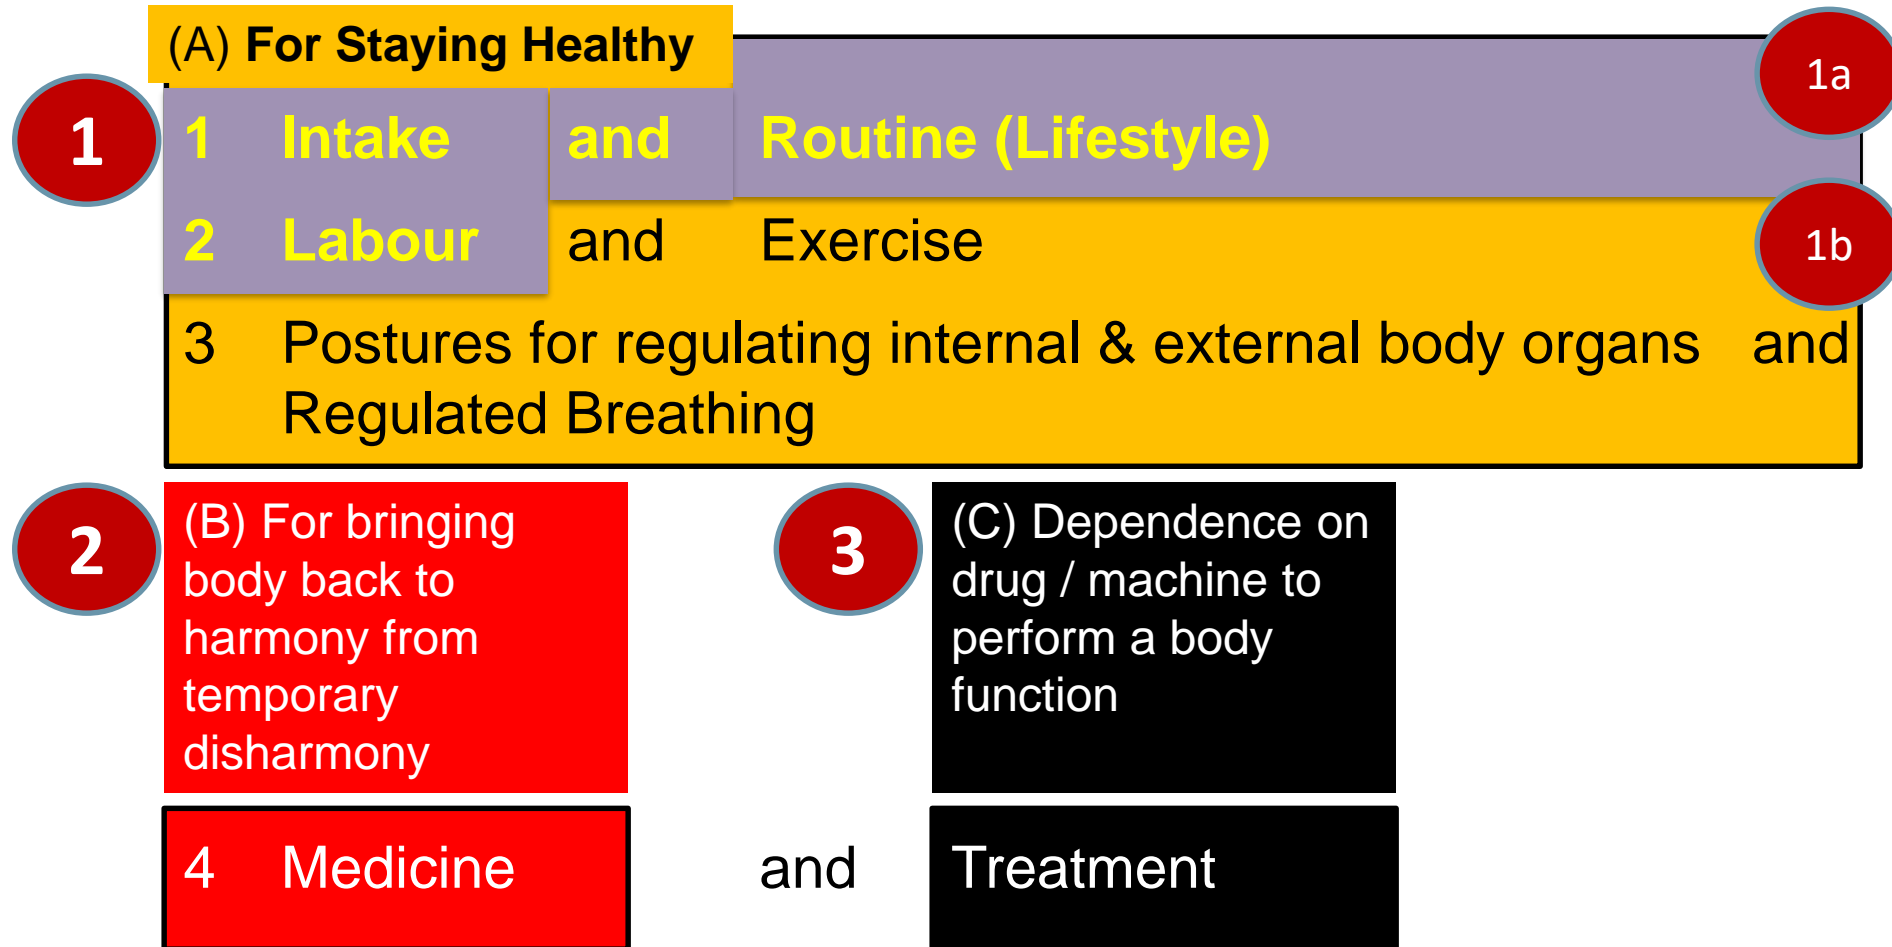 (A) For Staying Healthy
1a
1
1 Intake and Routine (Lifestyle)
2 Labour and Exercise
1b
3 Postures for regulating internal & external body organs and
Regulated Breathing
2
(B) For bringing
body back to
harmony from
temporary
disharmony
3
(C) Dependence on
drug / machine to
perform a body
function
4 Medicine and Treatment